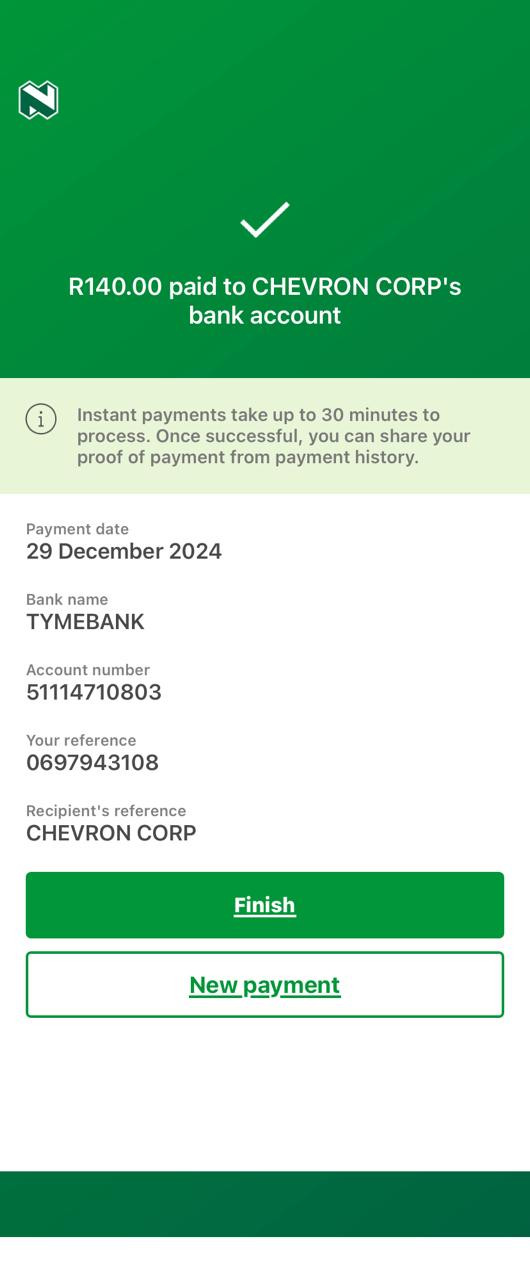 R140.00 paid to CHEVRON CORP's
bank account
Instant payments take up to 30 minutes to
process. Once successful, you can share your
proof of payment from payment history.
Payment date
29 December 2024
Bank name
TYMEBANK
Account number
51114710803
Your reference
0697943108
Recipient's reference
CHEVRON CORP
Finish
New payment